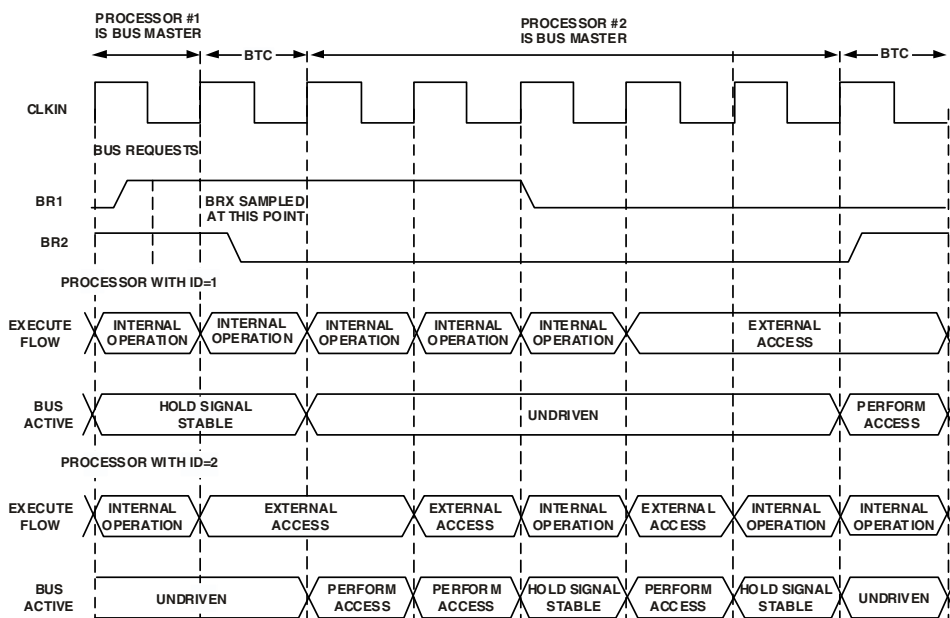 PROCESSOR #1
IS BUS MASTER
BTC
PROCESSOR #2
IS BUS MASTER
BTC
CLKIN
BUS REQUESTS
BR1
BRX SAMPLED
AT THIS POINT
BR2
PROCESSOR WITH ID=1
EXECUTE
FLOW
INTERNAL
OPERATION
INTERNAL
OPERATION
INTERNAL
OPERATION
INTERNAL
OPERATION
INTERNAL
OPERATION
EXTERNAL
ACCESS
BUS
ACTIVE
HOLD SIGNAL
STABLE
UNDRIVEN
PERFORM
ACCESS
PROCESSOR WITH ID=2
EXECUTE
FLOW
INTERNAL
OPERATION
EXTERNAL
ACCESS
EXTERNAL
ACCESS
INTERNAL
OPERATION
EXTERNAL
ACCESS
INTERNAL
OPERATION
INTERNAL
OPERATION
BUS
ACTIVE
UNDRIVEN
PERFORM
ACCESS
PERFORM
ACCESS
HOLD SIGNAL
STABLE
PERFORM
ACCESS
HOLD SIGNAL
STABLE
UNDRIVEN